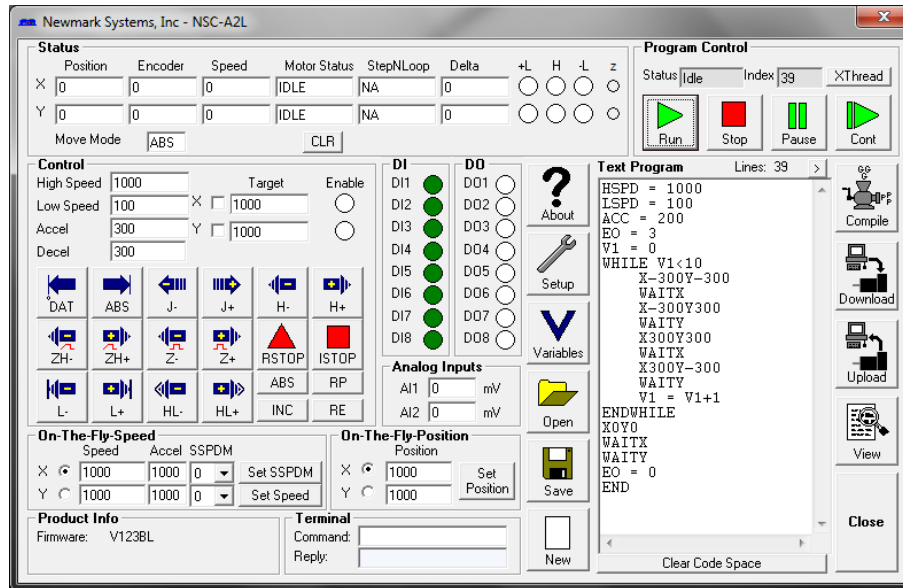 Newmark Systems, Inc - NSC-A2L
Status
Position Encoder Speed Motor Status StepNLoop Delta +L H -L z
X 0 0 0 IDLE NA 0
Y 0 0 0 IDLE NA 0
Move Mode ABS CLR
Program Control
Status Idle Index 39 XThread
Run Stop Pause Cont
Control
High Speed 1000 Target Enable
Low Speed 100 X 1000
Accel 300 Y 1000
Decel 300
DAT ABS J- J+ H- H+
ZH- ZH+ Z- Z+ RSTOP ISTOP
L- L+ HL- HL+ ABS RP
INC RE
DI DO
DI1 DO1
DI2 DO2
DI3 DO3
DI4 DO4
DI5 DO5
DI6 DO6
DI7 DO7
DI8 DO8
Analog Inputs
AI1 0 mV
AI2 0 mV
About
Setup
Variables
Open
Save
New
Text Program Lines: 39 >
HSPD = 1000
LSPD = 100
ACC = 200
EO = 3
V1 = 0
WHILE V1<10
X-300Y-300
WAITX
X-300Y300
WAITY
X300Y300
WAITX
X300Y-300
WAITY
V1 = V1+1
ENDWHILE
X0Y0
WAITX
WAITY
EO = 0
END
Clear Code Space
Compile
Download
Upload
View
Close
On-The-Fly-Speed
Speed Accel SSPDM
X 1000 1000 0 Set SSPDM
Y 1000 1000 0 Set Speed
On-The-Fly-Position
Position
X 1000 Set Position
Y 1000
Product Info
Firmware: V123BL
Terminal
Command:
Reply: